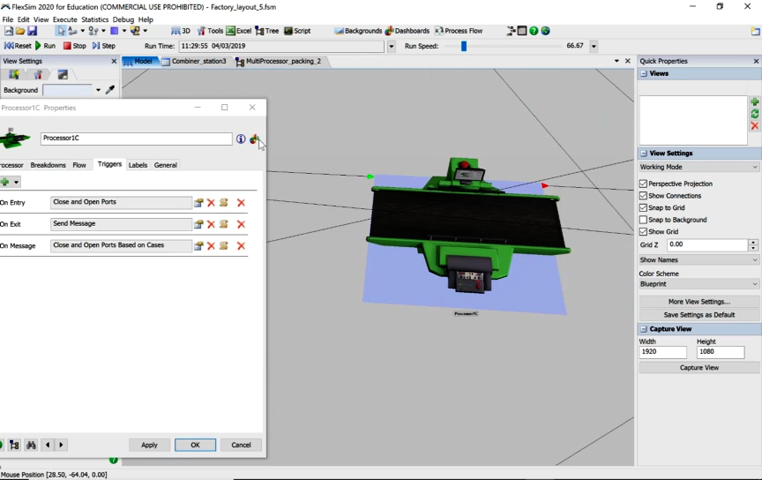 FlexSim 2020 for Education (COMMERCIAL USE PROHIBITED) - Factory_layout_5.fsm
File Edit View Build Execute Statistics Debug Help
3D Tools Excel Tree Script Backgrounds Dashboards Process Flow
Reset Run Stop Step Run Time: 11:29:55 04/03/2019 Run Speed: 66.67
View Settings
Model Combiner_station3 MultiProcessor_packing_2
Quick Properties
Background
Views
Processor1C Properties
Processor1C
rocessor Breakdowns Flow Triggers Labels General
On Entry Close and Open Ports
On Exit Send Message
On Message Close and Open Ports Based on Cases
Apply OK Cancel
Processor1C
View Settings
Working Mode
Perspective Projection
Show Connections
Snap to Grid
Snap to Background
Show Grid
Grid Z 0.00
Show Names
Color Scheme
Blueprint
More View Settings...
Save Settings as Default
Capture View
Width Height
1920 1080
Capture View
Mouse Position [28.50, -64.04, 0.00]